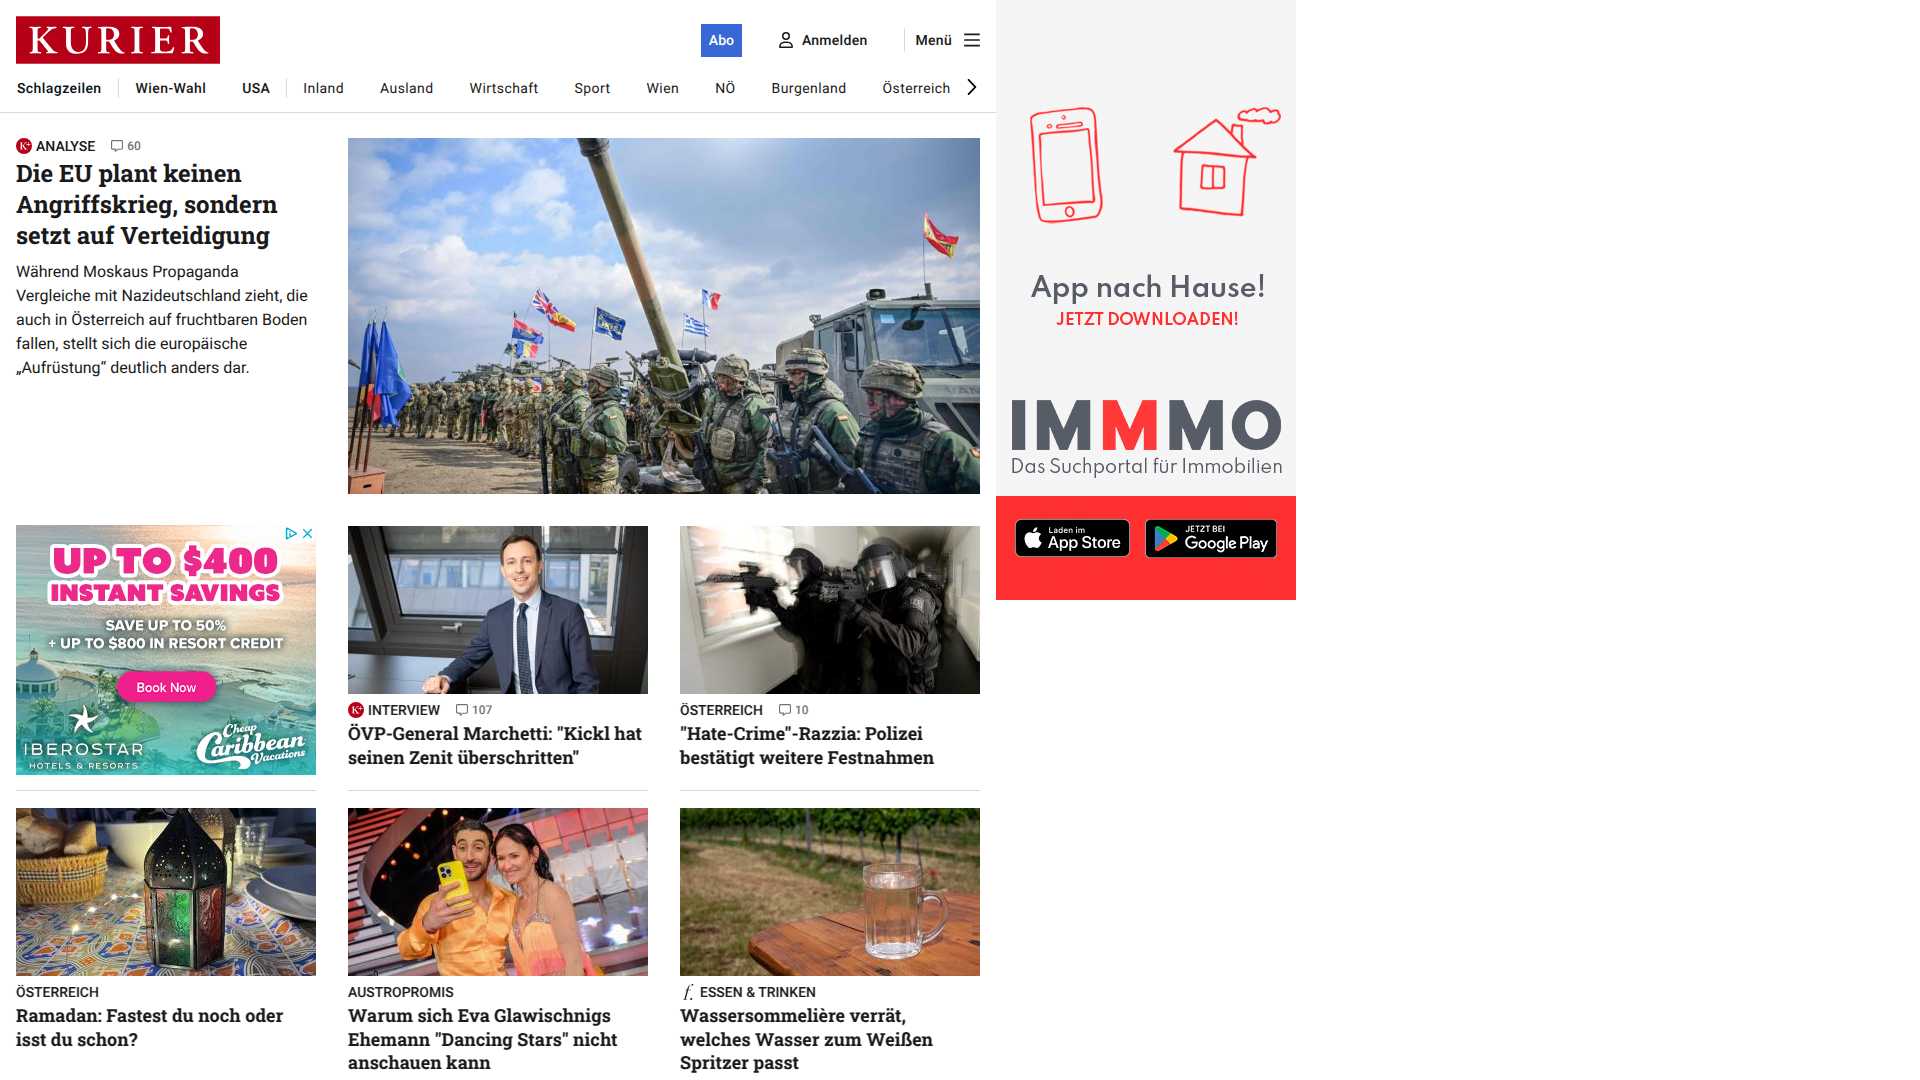 KURIER
Abo
Anmelden
Menü
Schlagzeilen
Wien-Wahl
USA
Inland
Ausland
Wirtschaft
Sport
Wien
NÖ
Burgenland
Österreich
K+ ANALYSE 60
Die EU plant keinen
Angriffskrieg, sondern
setzt auf Verteidigung
Während Moskaus Propaganda
Vergleiche mit Nazideutschland zieht, die
auch in Österreich auf fruchtbaren Boden
fallen, stellt sich die europäische
„Aufrüstung“ deutlich anders dar.
App nach Hause!
JETZT DOWNLOADEN!
IMMMO
Das Suchportal für Immobilien
Laden im
App Store
JETZT BEI
Google Play
UP TO $400
INSTANT SAVINGS
SAVE UP TO 50%
+ UP TO $800 IN RESORT CREDIT
Book Now
IBEROSTAR
HOTELS & RESORTS
Cheap
Caribbean
Vacations
K+ INTERVIEW 107
ÖVP-General Marchetti: "Kickl hat
seinen Zenit überschritten"
ÖSTERREICH 10
"Hate-Crime"-Razzia: Polizei
bestätigt weitere Festnahmen
ÖSTERREICH
Ramadan: Fastest du noch oder
isst du schon?
AUSTROPROMIS
Warum sich Eva Glawischnigs
Ehemann "Dancing Stars" nicht
anschauen kann
f. ESSEN & TRINKEN
Wassersommelière verrät,
welches Wasser zum Weißen
Spritzer passt